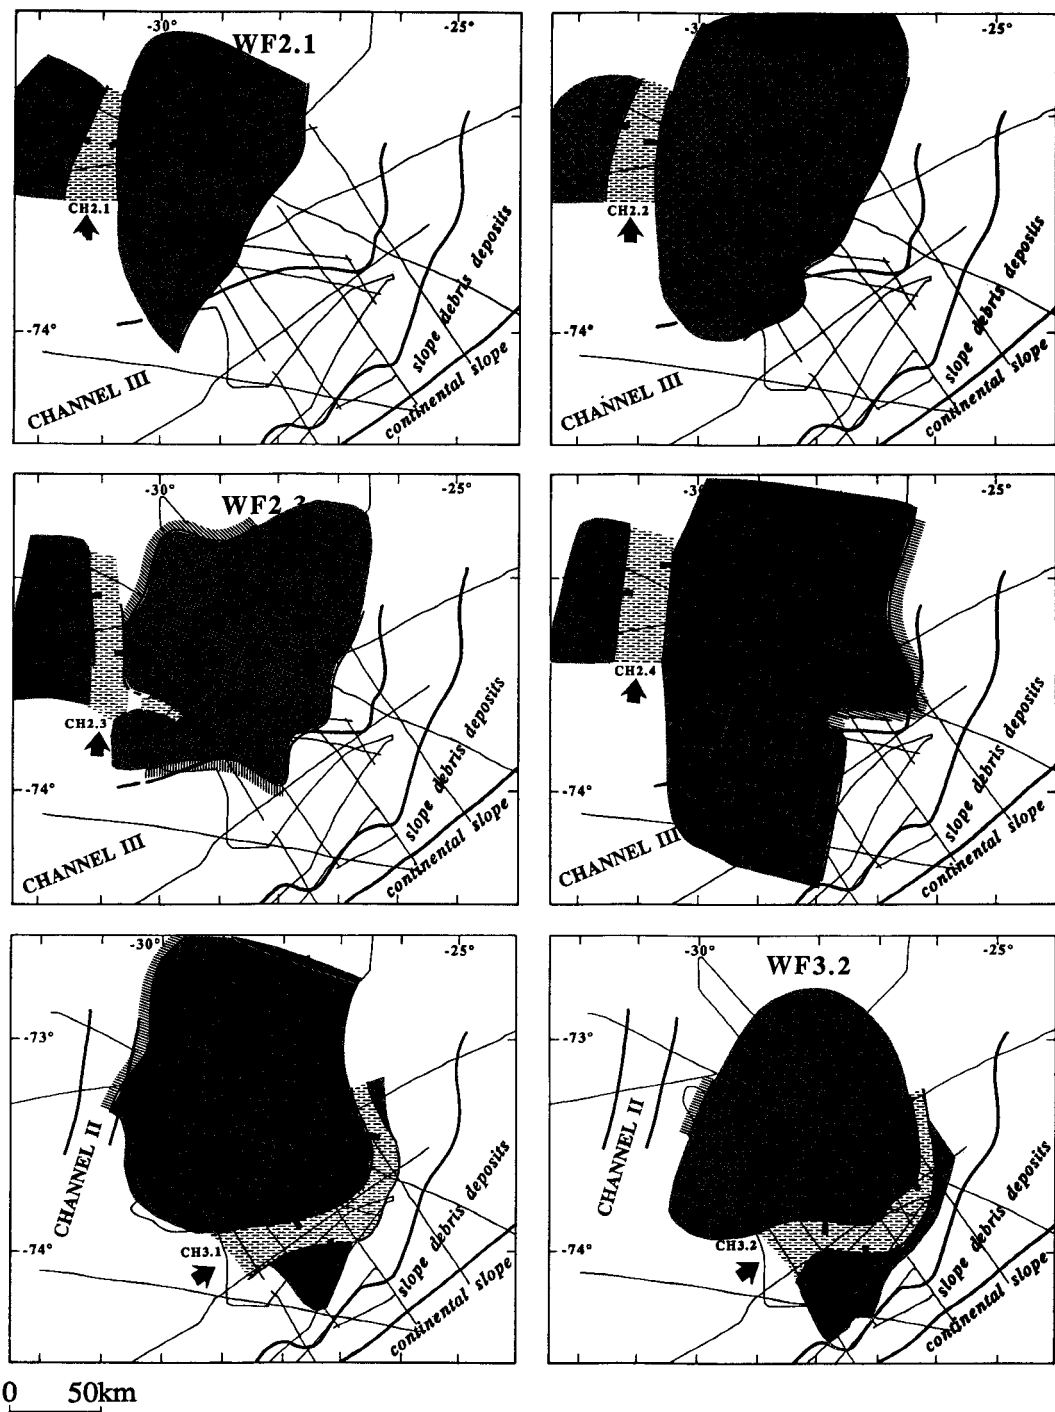 -30°
-25°
WF2.1
CH2.1
-74°
CHANNEL III
slope debris deposits
continental slope
-30°
-25°
CH2.2
-74°
CHANNEL III
slope debris deposits
continental slope
-30°
-25°
WF2.3
CH2.3
-74°
CHANNEL III
slope debris deposits
continental slope
-25°
CH2.4
-74°
CHANNEL III
slope debris deposits
continental slope
-30°
-25°
-73°
CHANNEL II
CH3.1
-74°
slope debris deposits
continental slope
-30°
-25°
WF3.2
-73°
CHANNEL II
CH3.2
-74°
slope debris deposits
continental slope
0 50km